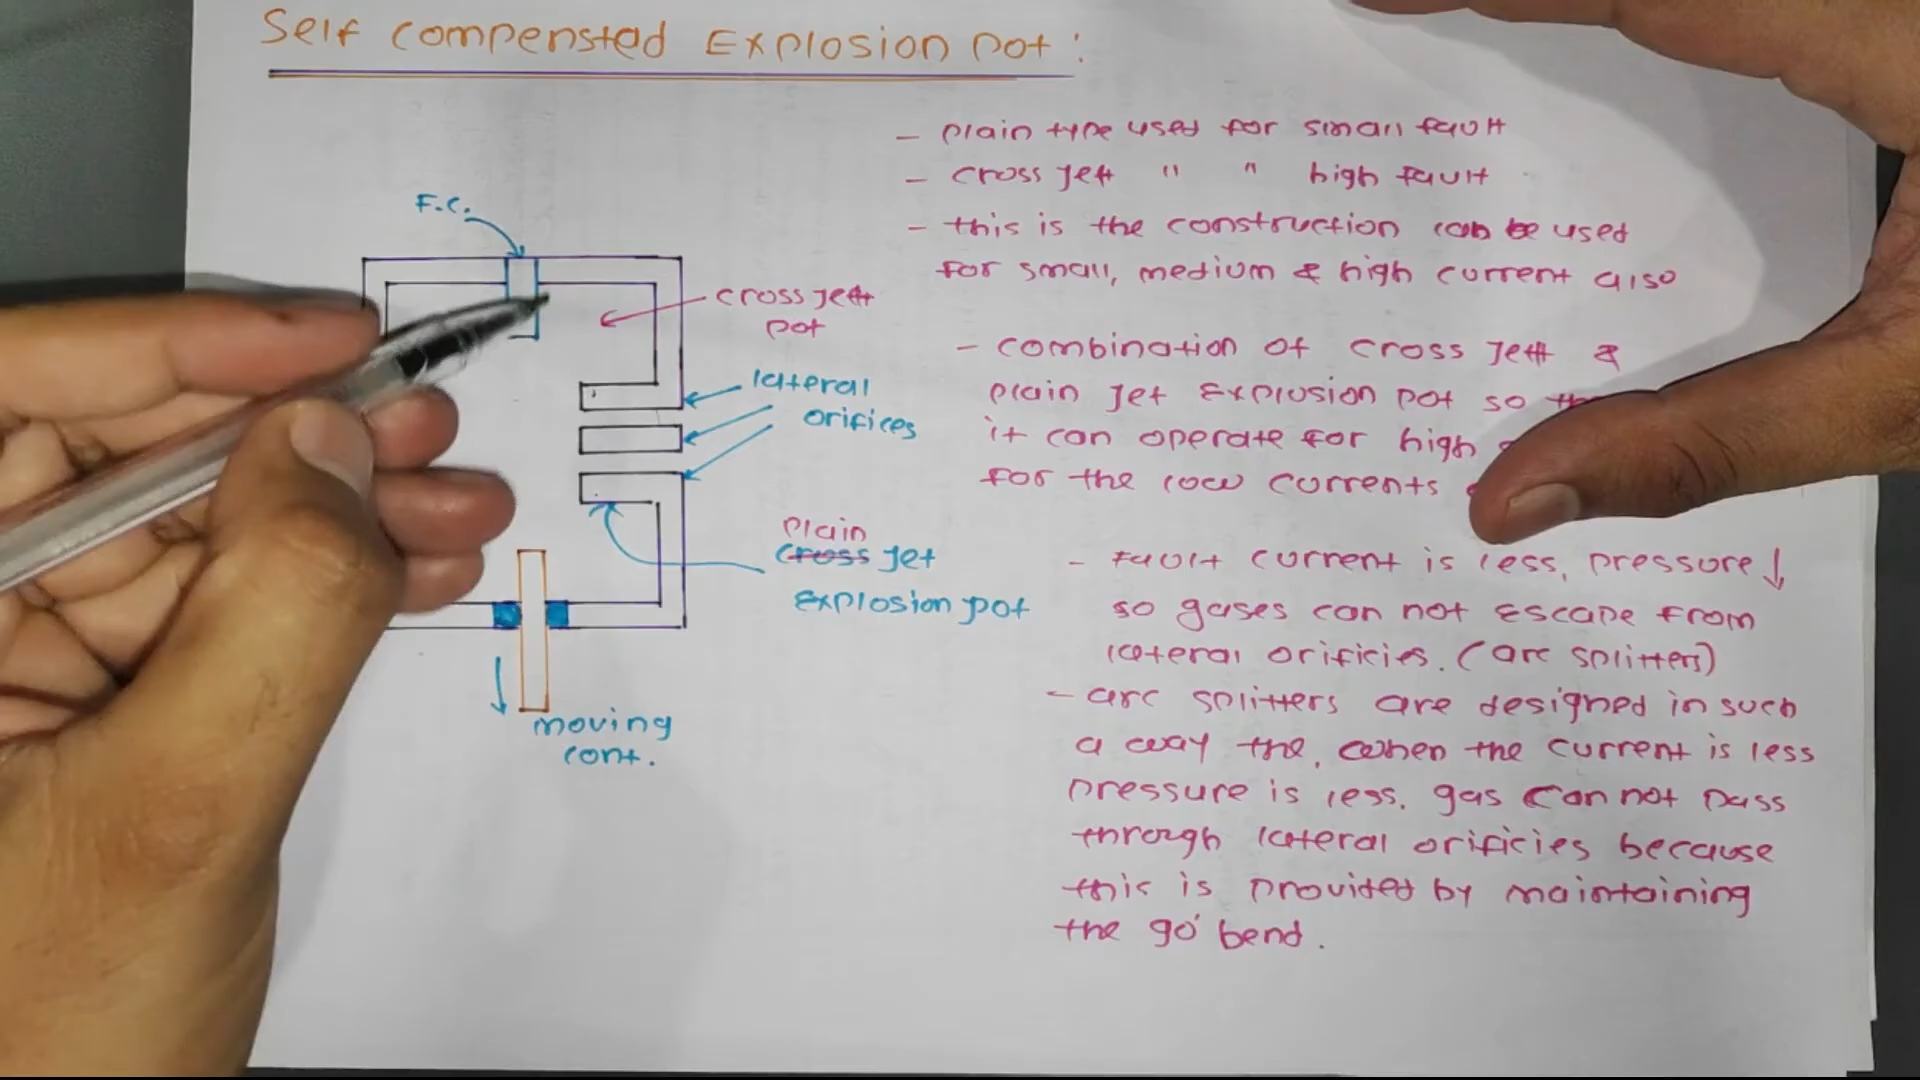 Self compensted Explosion pot:
- plain type used for small fault
- cross Jett " " high fault
- this is the construction can be used
for small, medium & high current also
F.C.
cross Jett
pot
lateral
orifices
- combination of cross Jett &
plain Jet Explosion pot so
it can operate for high
for the low currents
plain
cross Jet
Explosion pot
moving
cont.
- fault current is less, pressure ↓
so gases can not escape from
lateral orificies. (arc splitters)
- arc splitters are designed in such
a way the, when the current is less
pressure is less. gas can not pass
through lateral orificies because
this is provided by maintaining
the 90° bend.